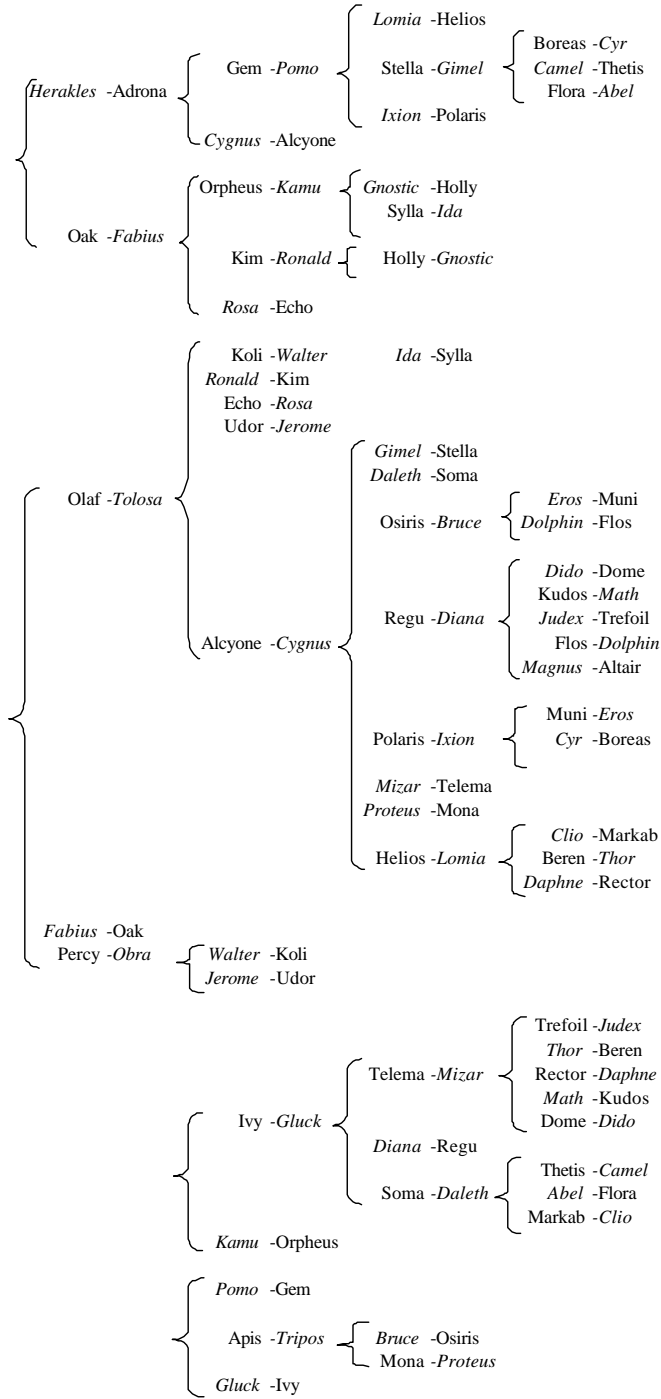 Lomia -Helios
Boreas -Cyr
Gem -Pomo
Stella -Gimel
Camel -Thetis
Herakles -Adrona
Flora -Abel
Ixion -Polaris
Cygnus -Alcyone
Orpheus -Kamu
Gnostic -Holly
Sylla -Ida
Oak -Fabius
Kim -Ronald
Holly -Gnostic
Rosa -Echo
Koli -Walter
Ida -Sylla
Ronald -Kim
Echo -Rosa
Udor -Jerome
Gimel -Stella
Daleth -Soma
Olaf -Tolosa
Eros -Muni
Osiris -Bruce
Dolphin -Flos
Dido -Dome
Kudos -Math
Regu -Diana
Judex -Trefoil
Flos -Dolphin
Alcyone -Cygnus
Magnus -Altair
Muni -Eros
Polaris -Ixion
Cyr -Boreas
Mizar -Telema
Proteus -Mona
Clio -Markab
Helios -Lomia
Beren -Thor
Daphne -Rector
Fabius -Oak
Percy -Obra
Walter -Koli
Jerome -Udor
Trefoil -Judex
Thor -Beren
Telema -Mizar
Rector -Daphne
Math -Kudos
Ivy -Gluck
Dome -Dido
Diana -Regu
Thetis -Camel
Soma -Daleth
Abel -Flora
Markab -Clio
Kamu -Orpheus
Pomo -Gem
Apis -Tripos
Bruce -Osiris
Mona -Proteus
Gluck -Ivy